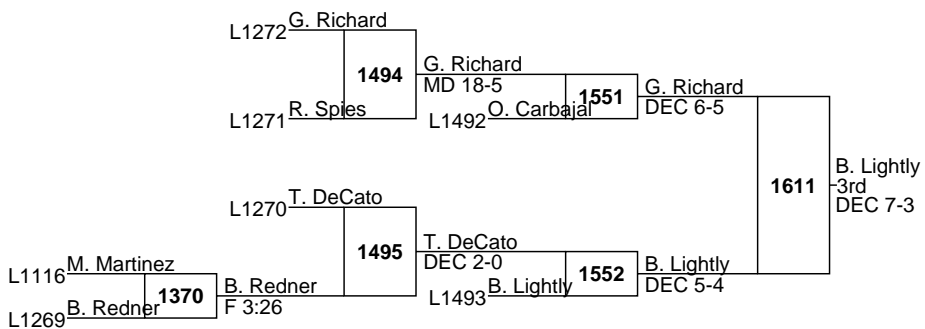 L1272 G. Richard
1494
G. Richard
MD 18-5
L1271 R. Spies
L1492 O. Carbajal
1551
G. Richard
DEC 6-5
1611
B. Lightly
3rd
DEC 7-3
L1270 T. DeCato
1495
T. DeCato
DEC 2-0
L1116 M. Martinez
1370
B. Redner
F 3:26
L1269 B. Redner
L1493 B. Lightly
1552
B. Lightly
DEC 5-4